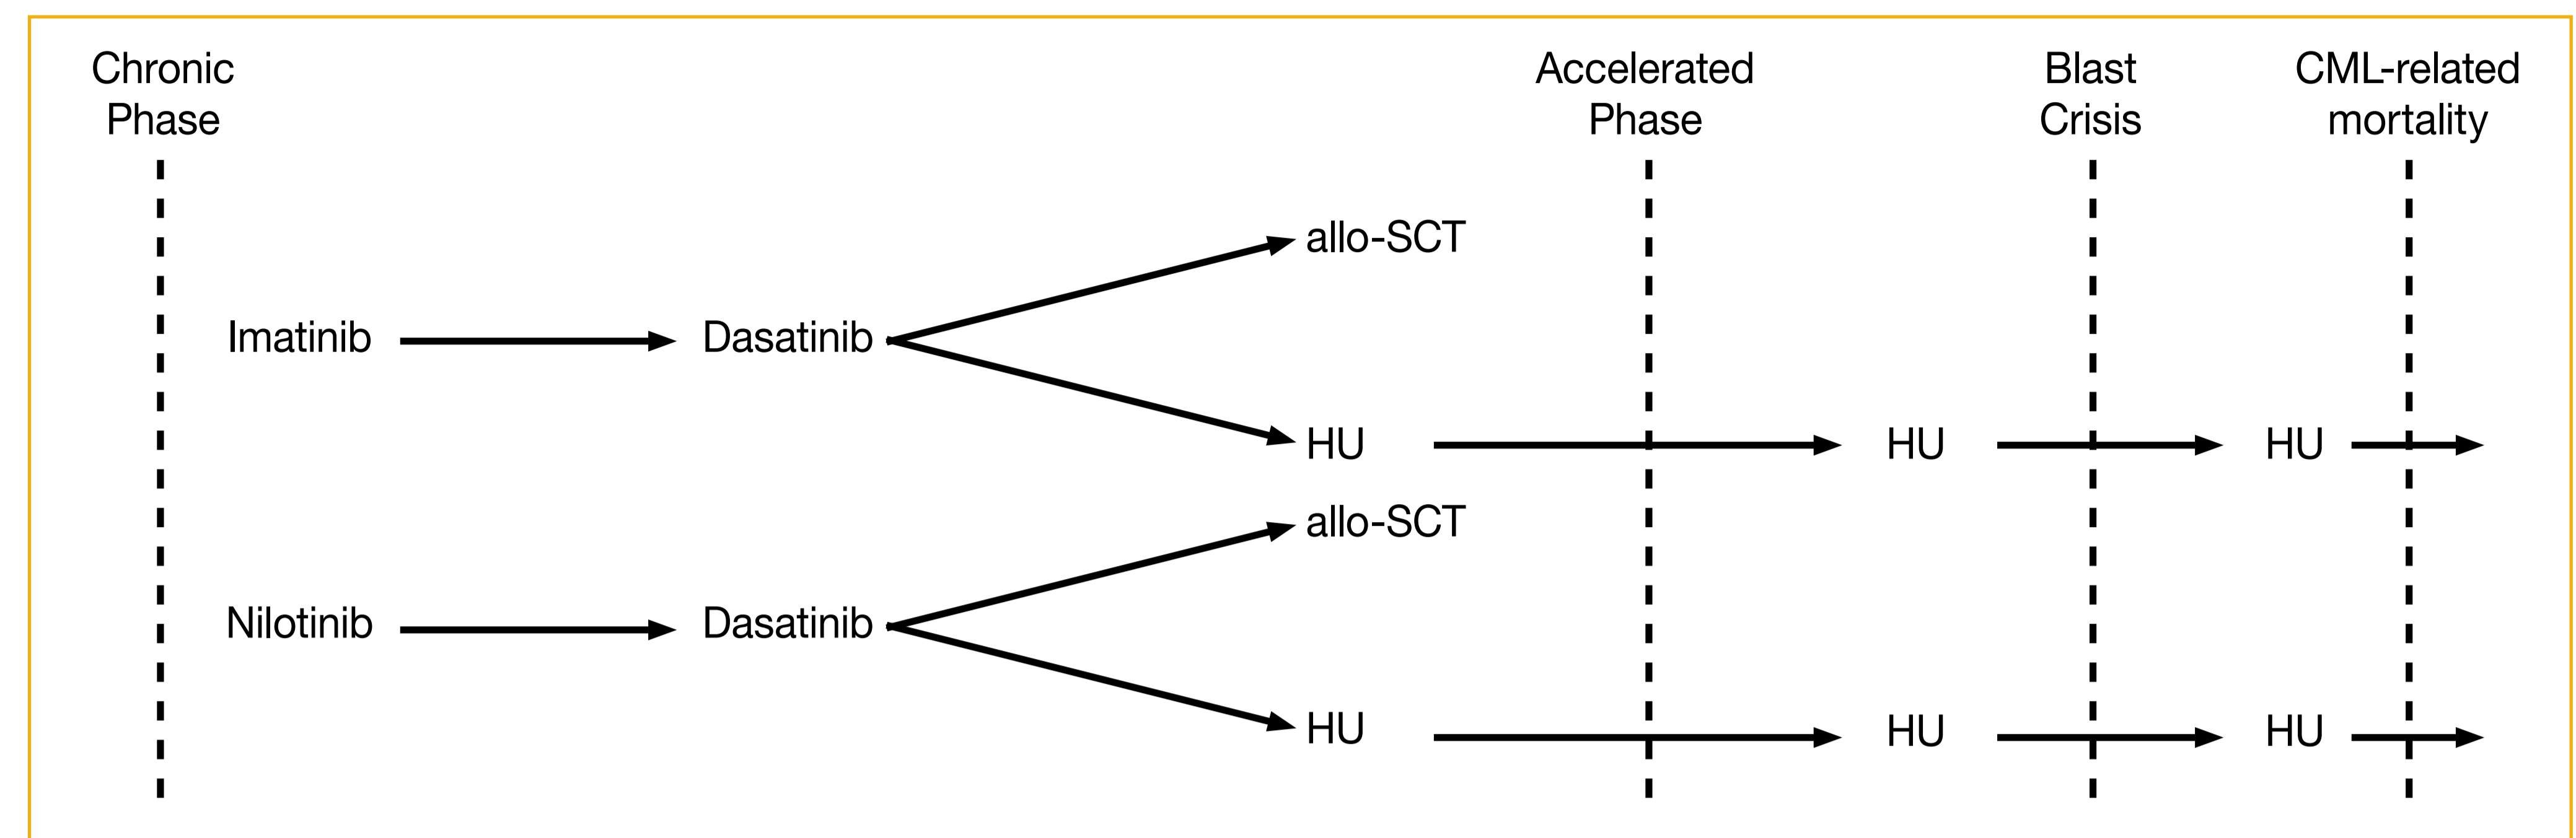 Chronic
Phase
Accelerated
Phase
Blast
Crisis
CML-related
mortality
allo-SCT
Imatinib
Dasatinib
HU
HU
HU
allo-SCT
Nilotinib
Dasatinib
HU
HU
HU